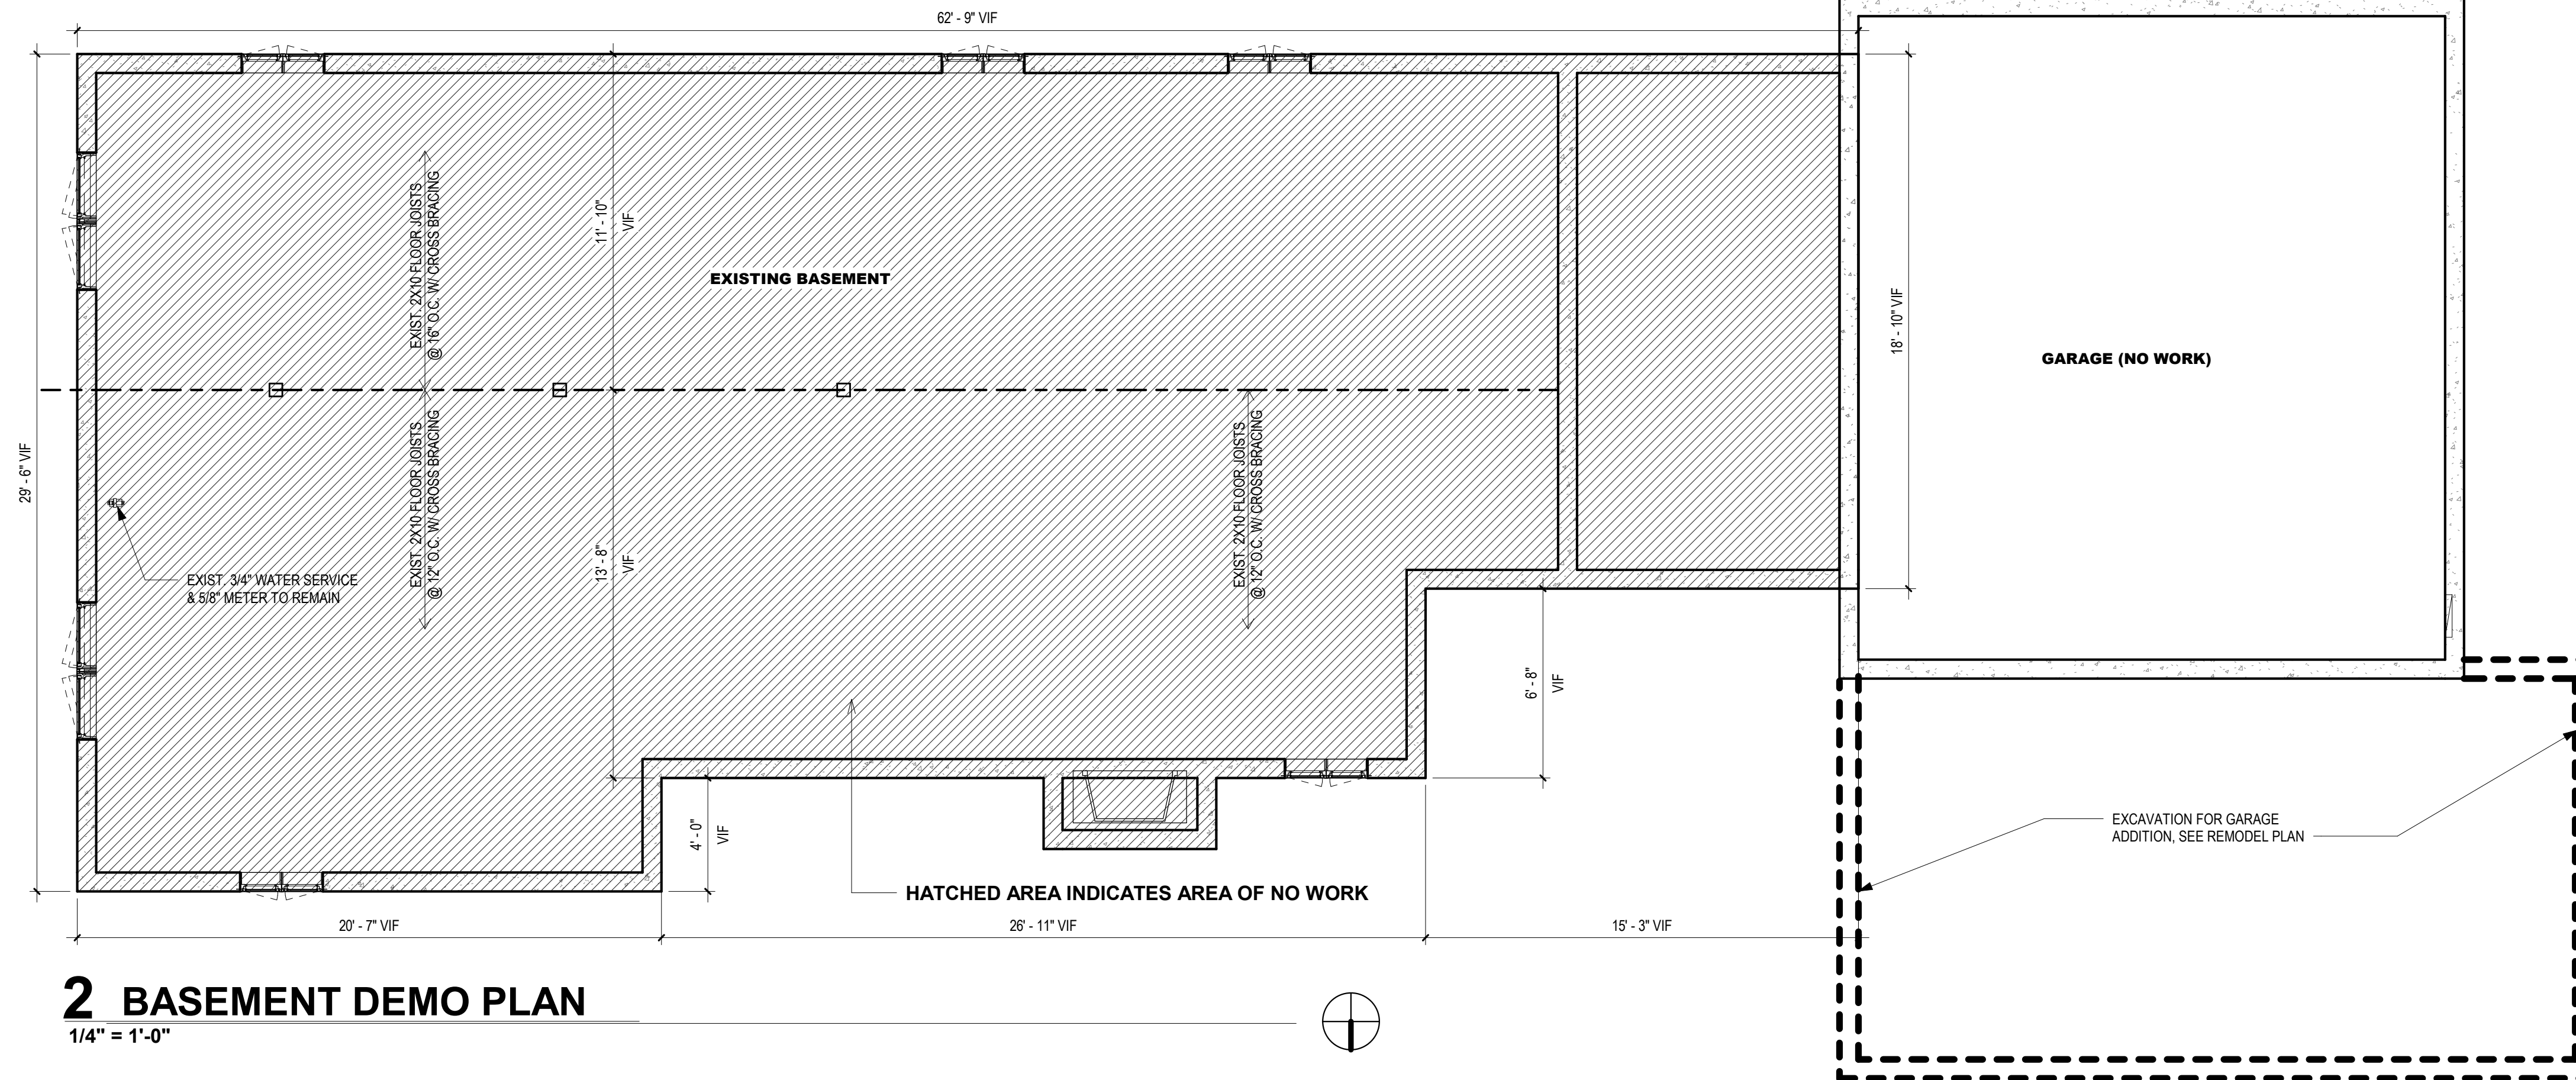 62' - 9" VIF
29' - 6" VIF
EXIST. 2X10 FLOOR JOISTS
@ 16" O.C. W/ CROSS BRACING
11' - 10"
VIF
EXISTING BASEMENT
18' - 10" VIF
GARAGE (NO WORK)
EXIST. 2X10 FLOOR JOISTS
@ 12" O.C. W/ CROSS BRACING
13' - 8"
VIF
EXIST. 2X10 FLOOR JOISTS
@ 12" O.C. W/ CROSS BRACING
EXIST. 3/4" WATER SERVICE
& 5/8" METER TO REMAIN
6' - 8"
VIF
4' - 0"
VIF
EXCAVATION FOR GARAGE
ADDITION, SEE REMODEL PLAN
HATCHED AREA INDICATES AREA OF NO WORK
20' - 7" VIF
26' - 11" VIF
15' - 3" VIF
2 BASEMENT DEMO PLAN
1/4" = 1'-0"